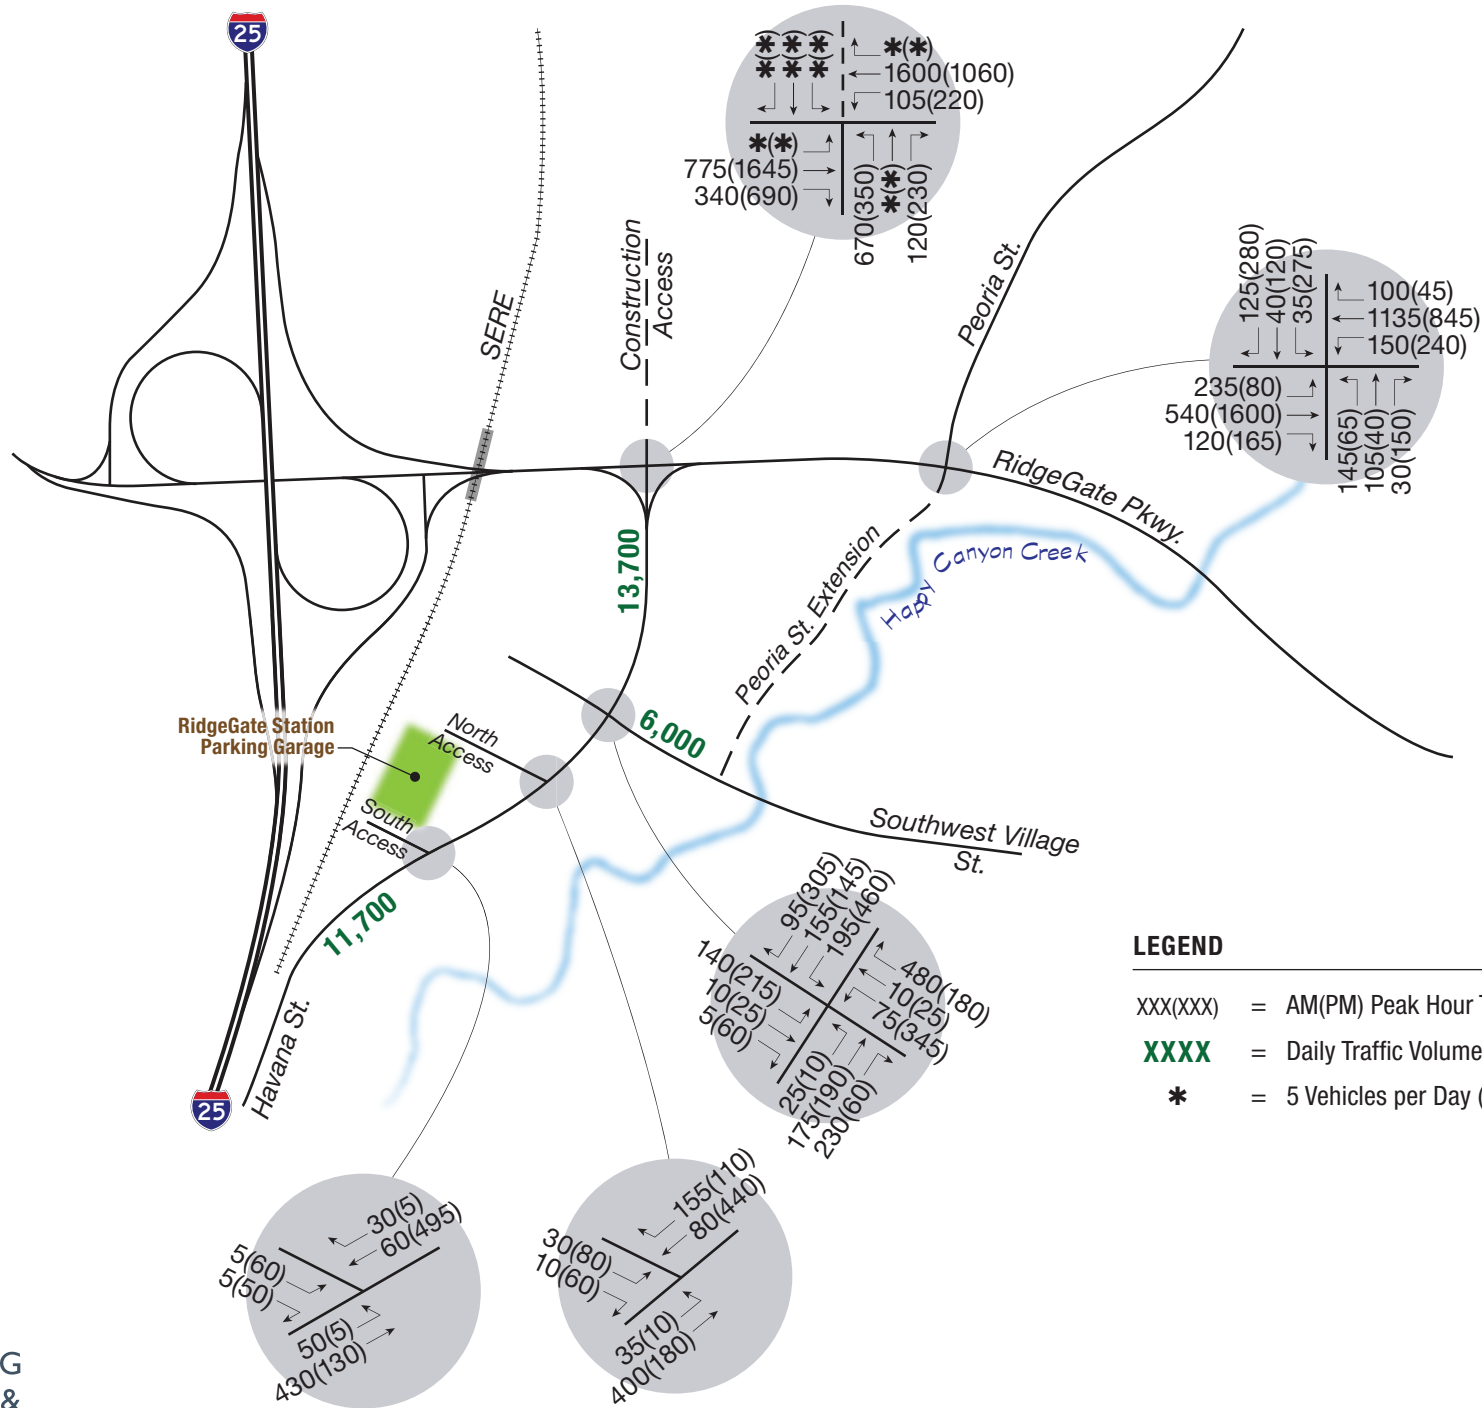 25
✱(✱)
✱(✱)
✱(✱)
✱(✱)
1600(1060)
105(220)
✱(✱)
775(1645)
340(690)
670(350)
✱(✱)
120(230)
Construction
Access
SERE
Peoria St.
125(280)
40(120)
35(275)
100(45)
1135(845)
150(240)
235(80)
540(1600)
120(165)
145(65)
105(40)
30(150)
RidgeGate Pkwy.
Happy Canyon Creek
Peoria St. Extension
13,700
RidgeGate Station
Parking Garage
North
Access
6,000
South
Access
Southwest Village
St.
11,700
Havana St.
25
95(305)
155(145)
195(460)
480(180)
10(25)
75(345)
140(215)
10(25)
5(60)
25(10)
175(190)
230(60)
30(5)
60(495)
5(60)
5(50)
50(5)
430(130)
155(110)
80(440)
30(80)
10(60)
35(10)
400(180)
LEGEND
XXX(XXX) = AM(PM) Peak Hour
XXXX = Daily Traffic Volume
✱ = 5 Vehicles per Day (
G
&